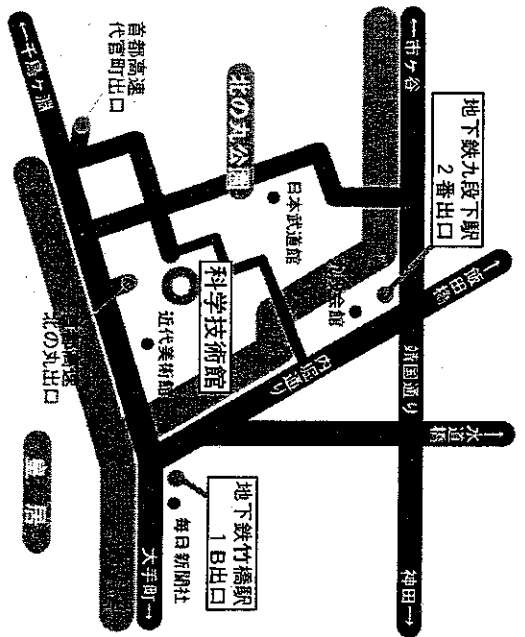 ←市ケ谷
地下鉄九段下駅
2番出口
↑飯田橋
靖国通り
↑水道橋
神田→
北の丸公園
日本武道館
会館
内堀通り
科学技術館
近代美術館
首都高速
代官町出口
←千鳥ケ淵
首都高速
北の丸出口
地下鉄竹橋駅
1B出口
毎日新聞社
大手町→
皇居